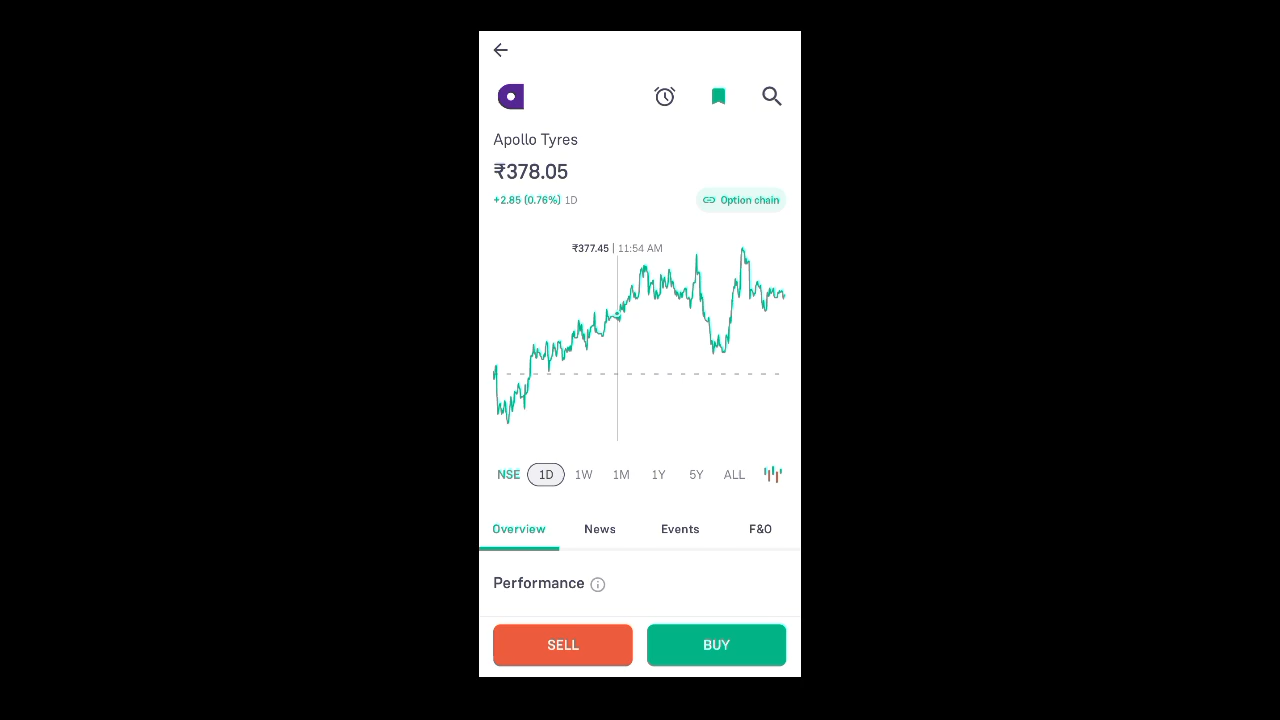 Apollo Tyres
₹378.05
+2.85 (0.76%) 1D
Option chain
₹377.45 | 11:54 AM
NSE 1D 1W 1M 1Y 5Y ALL
Overview News Events F&O
Performance
SELL BUY